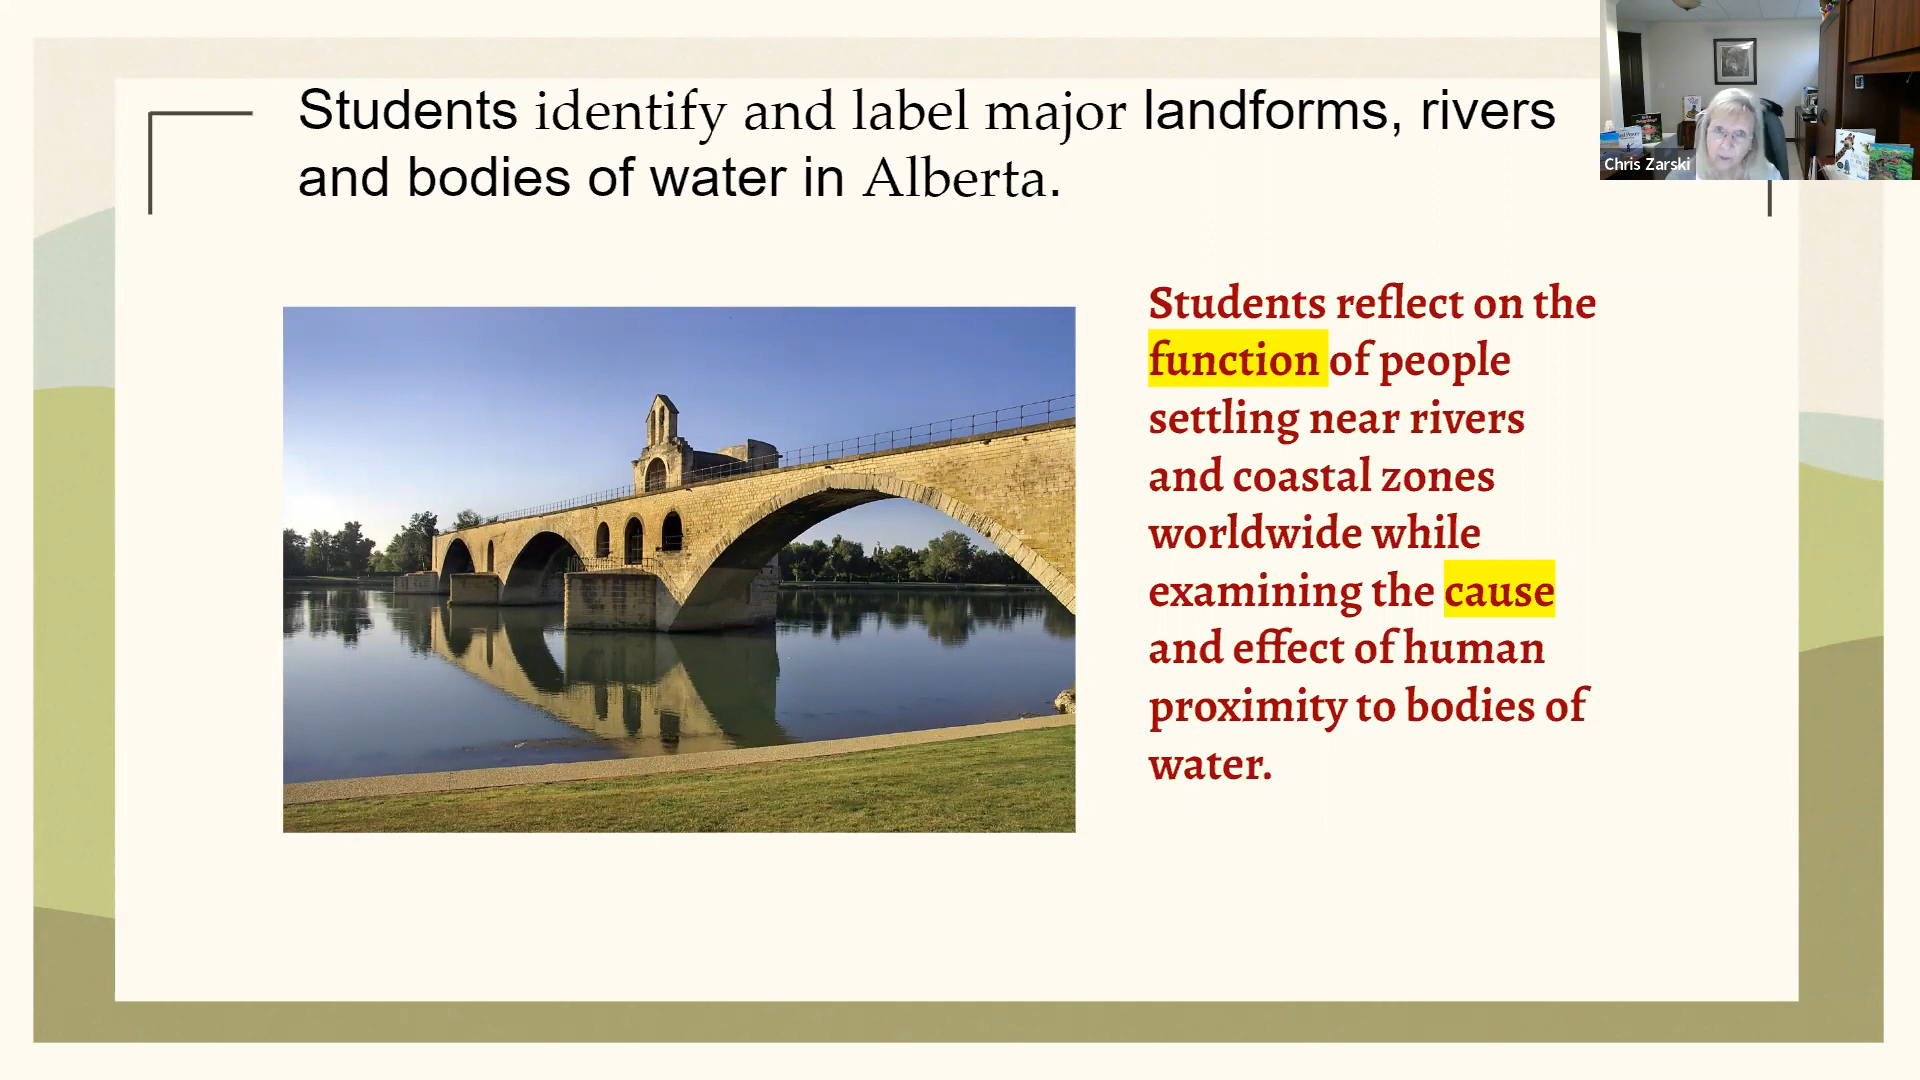 Students identify and label major landforms, rivers
and bodies of water in Alberta.
Students reflect on the
function of people
settling near rivers
and coastal zones
worldwide while
examining the cause
and effect of human
proximity to bodies of
water.
Chris Zarski